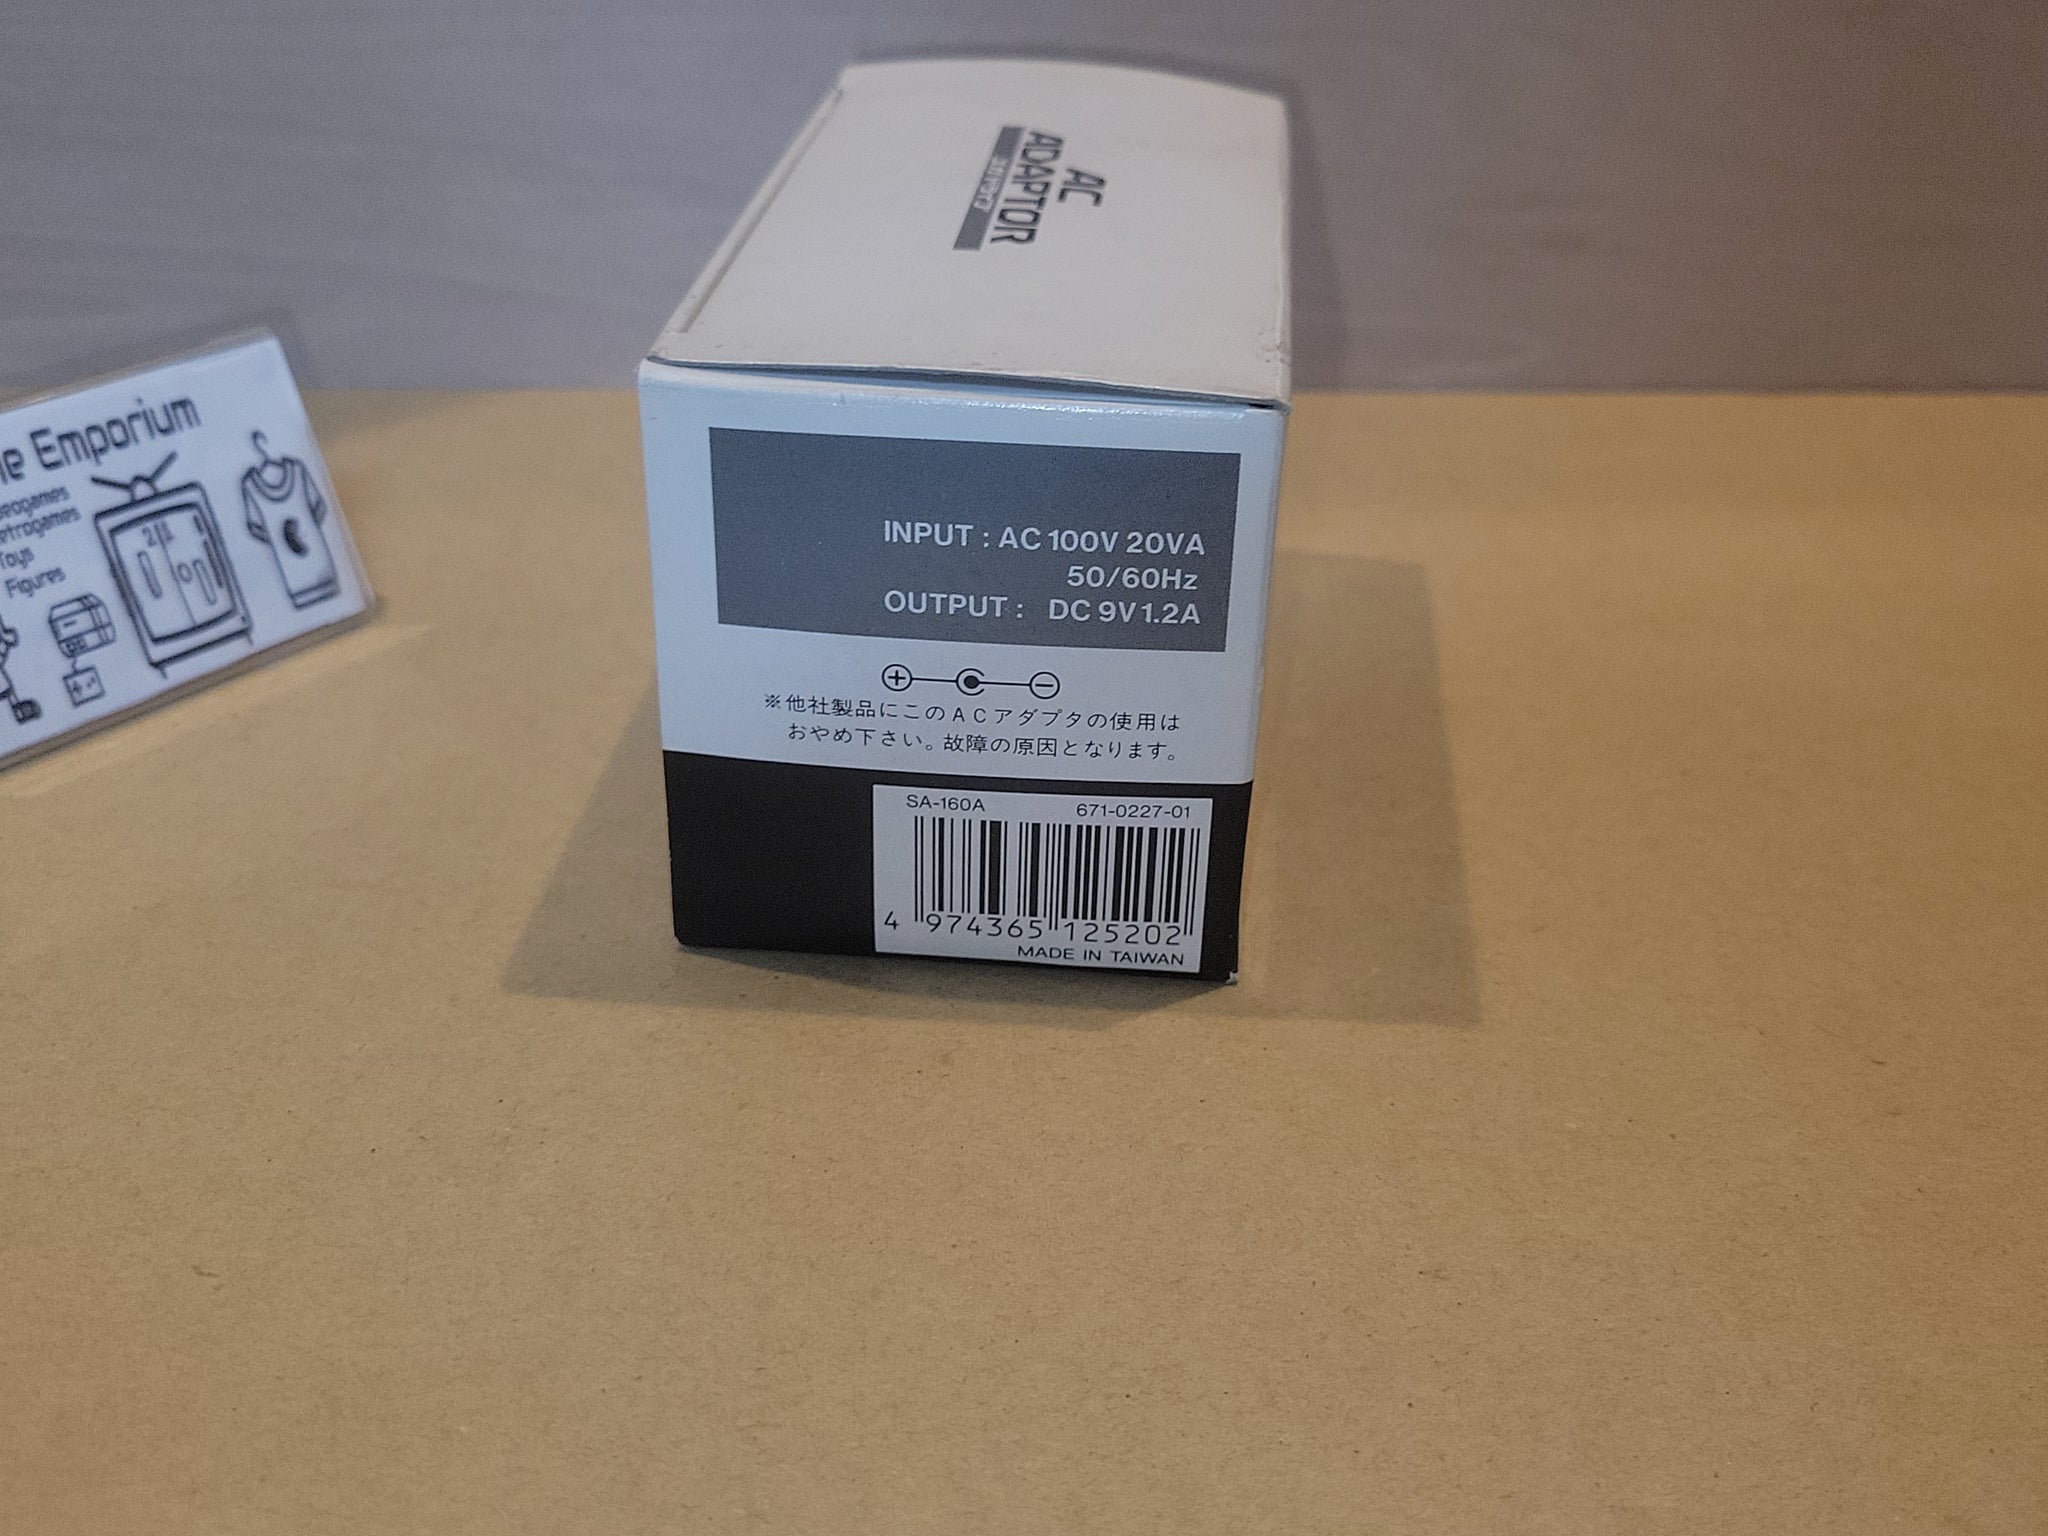 AC
ADAPTOR
INPUT : AC 100V 20VA
50/60Hz
OUTPUT : DC 9V 1.2A
※他社製品にこのACアダプタの使用は
おやめ下さい。故障の原因となります。
SA-160A 671-0227-01
4 974365 125202
MADE IN TAIWAN
Emporium
Toys
Figures